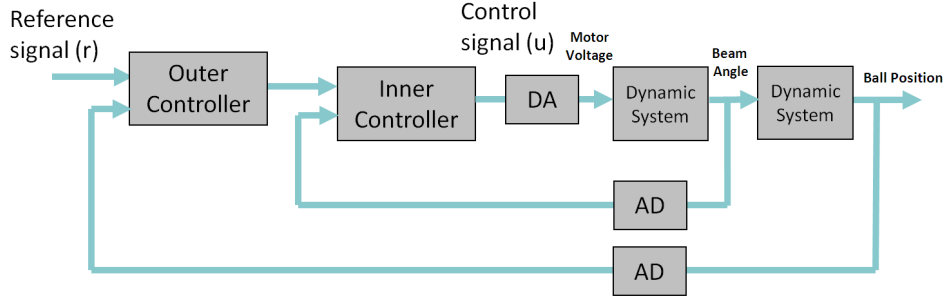 Reference
signal (r)
Control
signal (u)
Motor
Voltage
Beam
Angle
Ball Position
Outer
Controller
Inner
Controller
DA
Dynamic
System
Dynamic
System
AD
AD